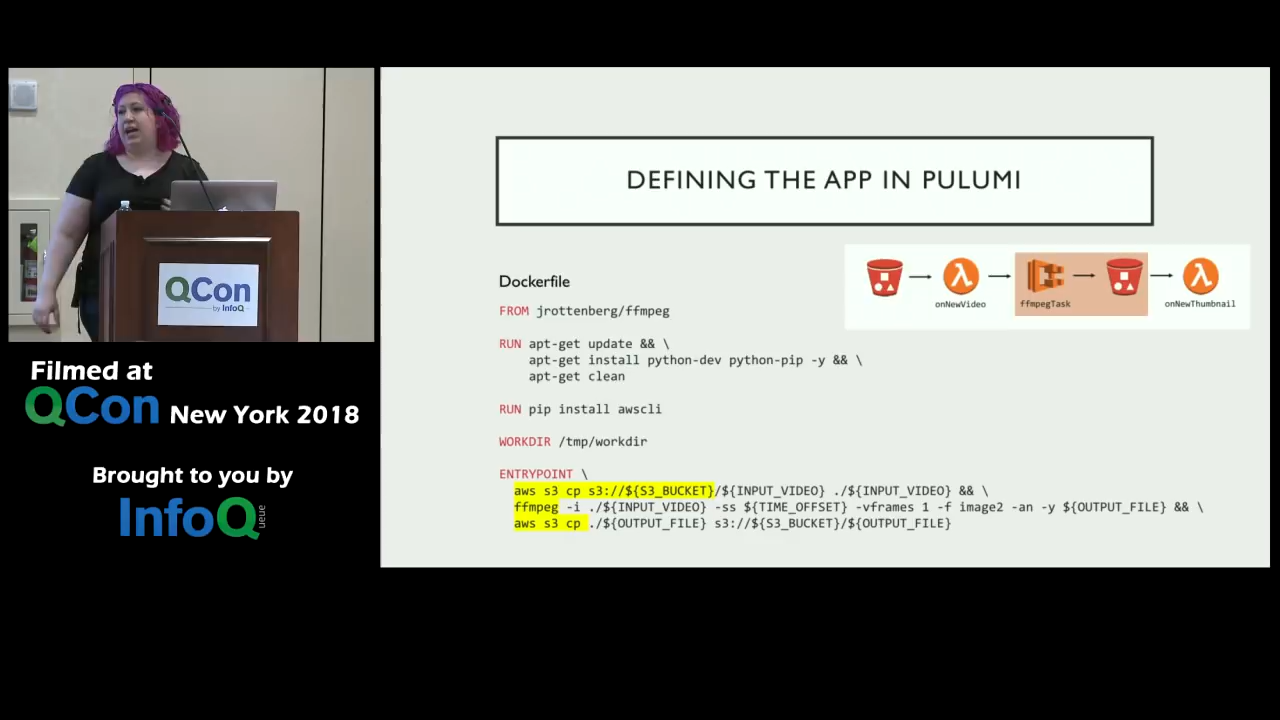 QCon
by InfoQ
Filmed at
QCon New York 2018
Brought to you by
InfoQ
ueue
DEFINING THE APP IN PULUMI
onNewVideo
ffmpegTask
onNewThumbnail
Dockerfile
FROM jrottenberg/ffmpeg
RUN apt-get update && \
apt-get install python-dev python-pip -y && \
apt-get clean
RUN pip install awscli
WORKDIR /tmp/workdir
ENTRYPOINT \
aws s3 cp s3://${S3_BUCKET}/${INPUT_VIDEO} ./${INPUT_VIDEO} && \
ffmpeg -i ./${INPUT_VIDEO} -ss ${TIME_OFFSET} -vframes 1 -f image2 -an -y ${OUTPUT_FILE} && \
aws s3 cp ./${OUTPUT_FILE} s3://${S3_BUCKET}/${OUTPUT_FILE}